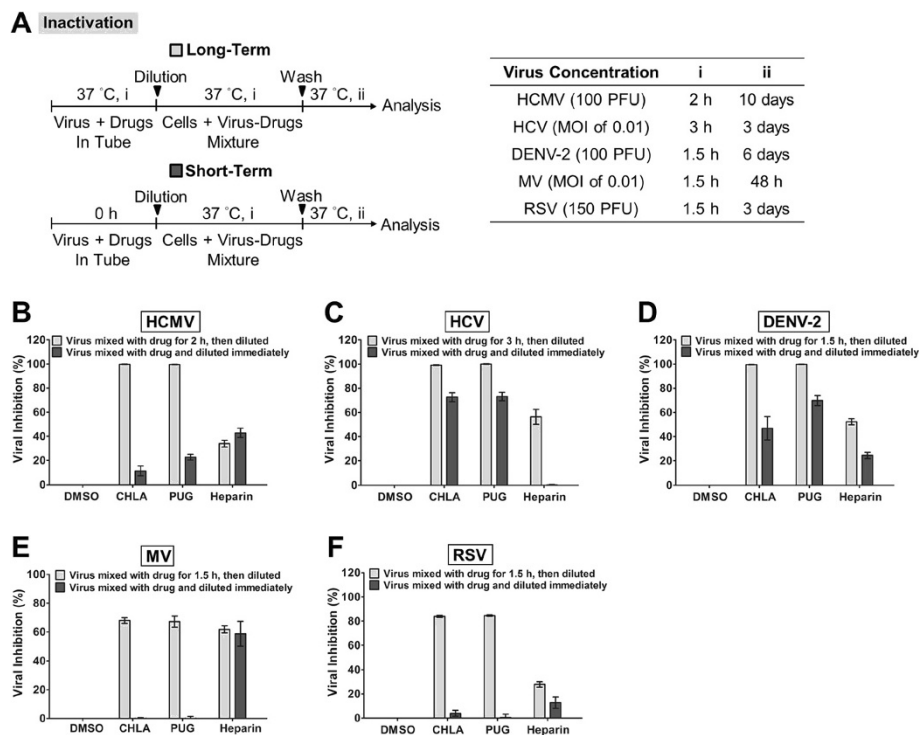 A Inactivation
Long-Term
Dilution Wash
37 °C, i 37 °C, i 37 °C, ii
Analysis
Virus + Drugs Cells + Virus-Drugs
In Tube Mixture
Short-Term
Dilution Wash
0 h 37 °C, i 37 °C, ii
Analysis
Virus + Drugs Cells + Virus-Drugs
In Tube Mixture
Virus Concentration i ii
HCMV (100 PFU) 2 h 10 days
HCV (MOI of 0.01) 3 h 3 days
DENV-2 (100 PFU) 1.5 h 6 days
MV (MOI of 0.01) 1.5 h 48 h
RSV (150 PFU) 1.5 h 3 days
B HCMV
Virus mixed with drug for 2 h, then diluted
Virus mixed with drug and diluted immediately
Viral Inhibition (%)
120
100
80
60
40
20
0
DMSO CHLA PUG Heparin
C HCV
Virus mixed with drug for 3 h, then diluted
Virus mixed with drug and diluted immediately
Viral Inhibition (%)
120
100
80
60
40
20
0
DMSO CHLA PUG Heparin
D DENV-2
Virus mixed with drug for 1.5 h, then diluted
Virus mixed with drug and diluted immediately
Viral Inhibition (%)
120
100
80
60
40
20
0
DMSO CHLA PUG Heparin
E MV
Virus mixed with drug for 1.5 h, then diluted
Virus mixed with drug and diluted immediately
Viral Inhibition (%)
100
80
60
40
20
0
DMSO CHLA PUG Heparin
F RSV
Virus mixed with drug for 1.5 h, then diluted
Virus mixed with drug and diluted immediately
Viral Inhibition (%)
120
100
80
60
40
20
0
DMSO CHLA PUG Heparin